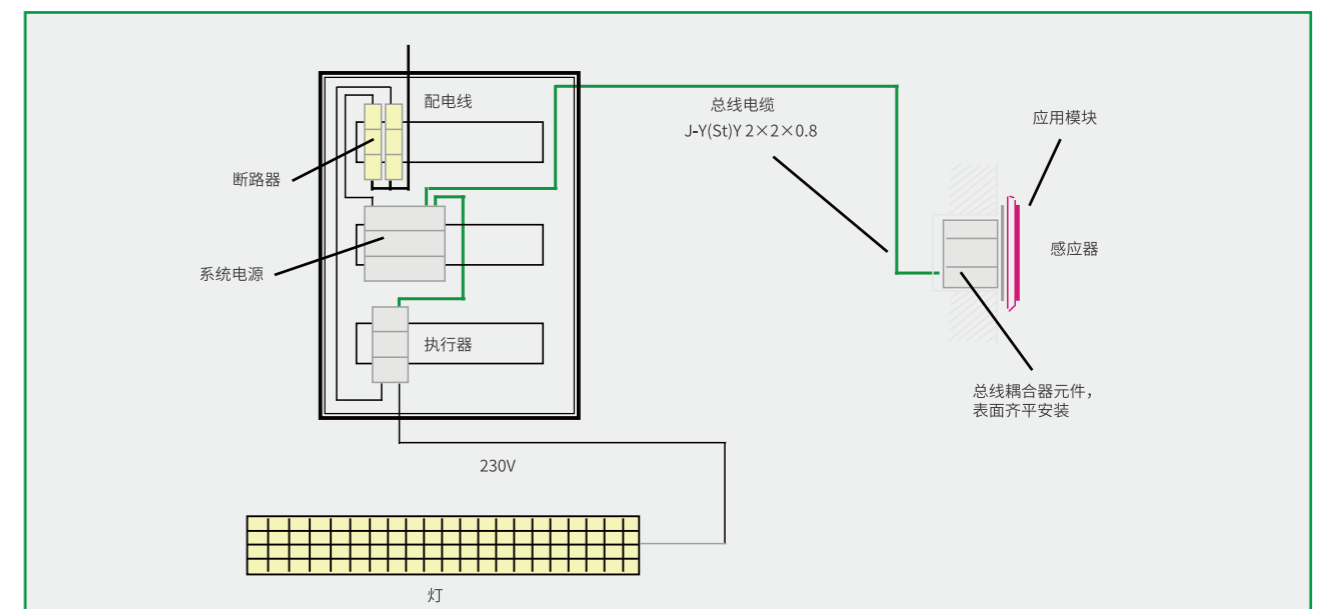 配电线
总线电缆
J-Y(St)Y 2×2×0.8
应用模块
断路器
感应器
系统电源
执行器
总线耦合器元件，
表面齐平安装
230V
灯